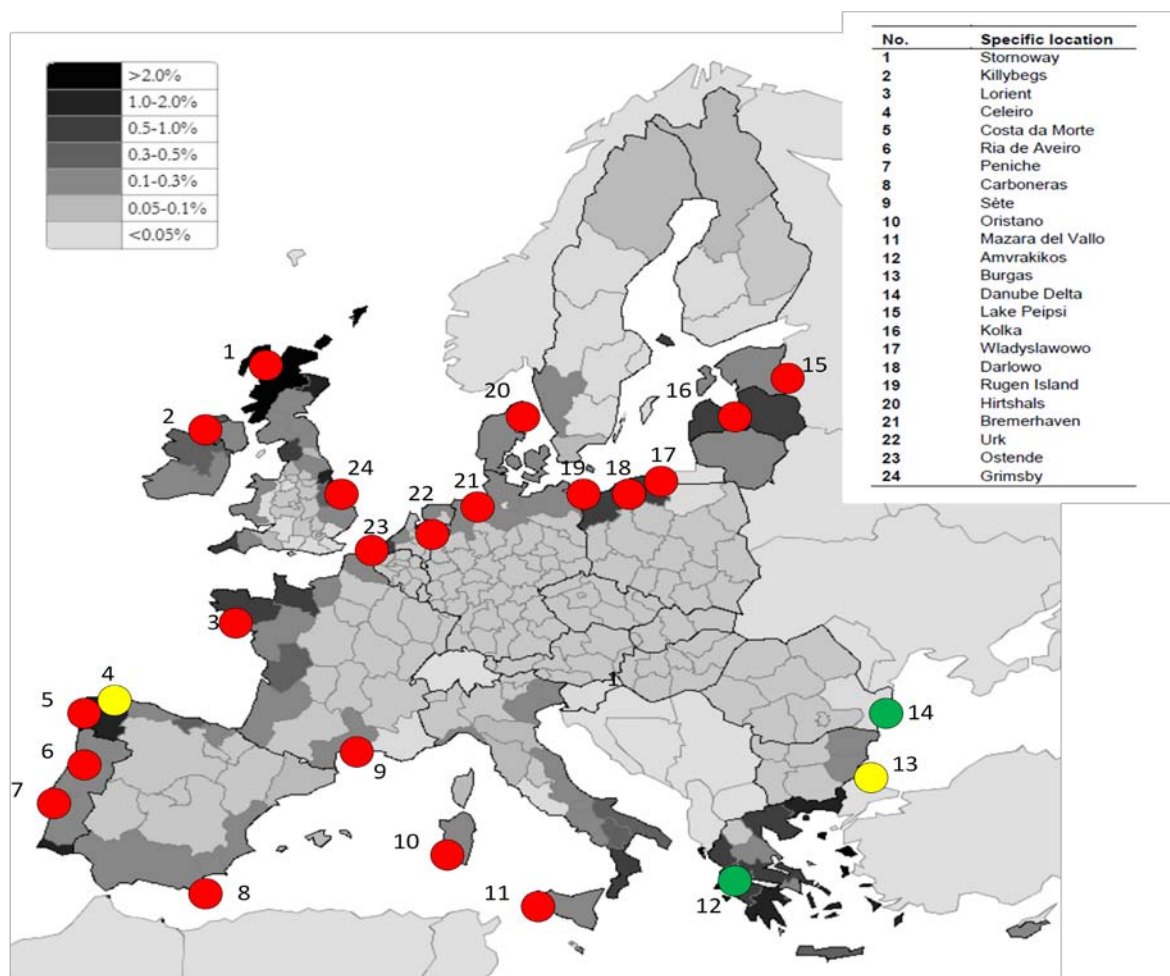 >2.0%
1.0-2.0%
0.5-1.0%
0.3-0.5%
0.1-0.3%
0.05-0.1%
<0.05%
No. Specific location
1 Stornoway
2 Killybegs
3 Lorient
4 Celeiro
5 Costa da Morte
6 Ria de Aveiro
7 Peniche
8 Carboneras
9 Sète
10 Oristano
11 Mazara del Vallo
12 Amvrakikos
13 Burgas
14 Danube Delta
15 Lake Peipsi
16 Kolka
17 Wladyslawowo
18 Darlowo
19 Rugen Island
20 Hirtshals
21 Bremerhaven
22 Urk
23 Ostende
24 Grimsby
1
15
16
20
2
17
18
19
24
21
22
23
3
1
4
5
14
6
9
13
7
10
8
11
12